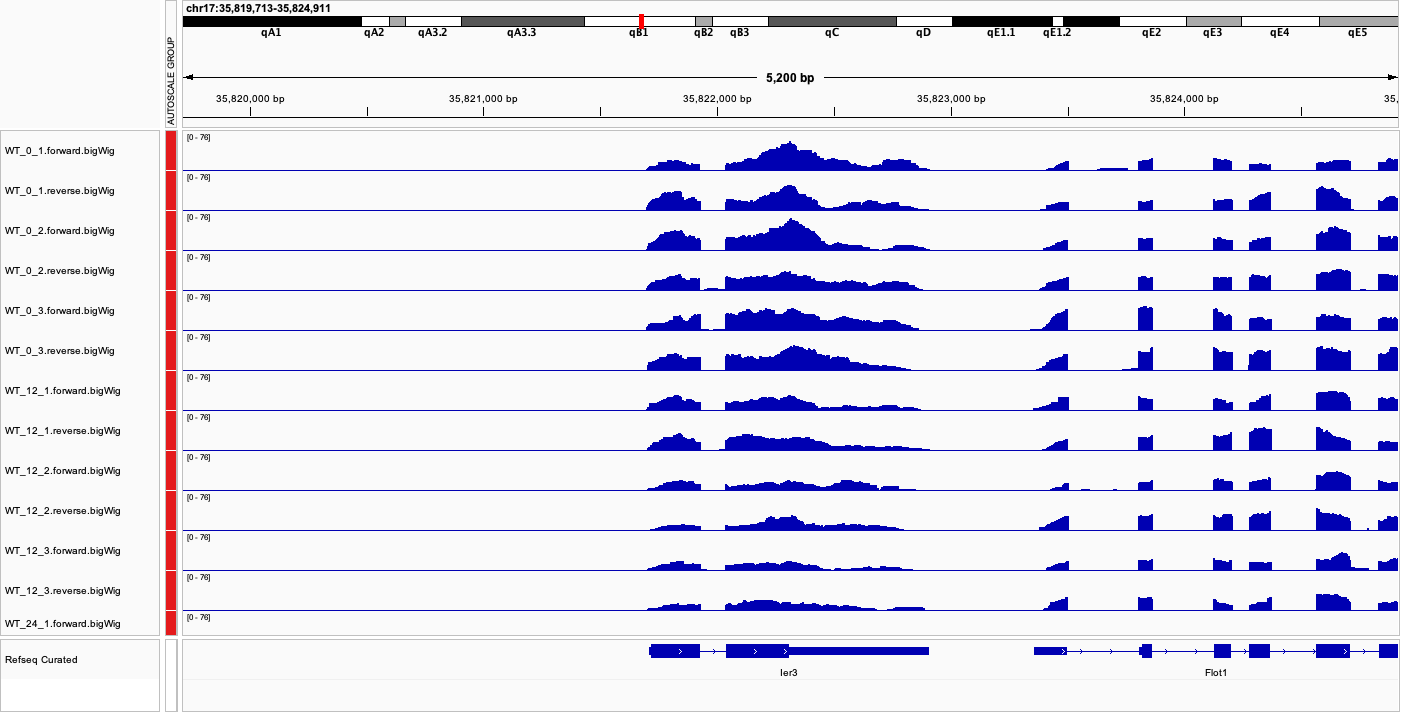 chr17:35,819,713-35,824,911
qA1 qA2 qA3.2 qA3.3 qB1 qB2 qB3 qC qD qE1.1 qE1.2 qE2 qE3 qE4 qE5
AUTOSCALE GROUP
5,200 bp
35,820,000 bp 35,821,000 bp 35,822,000 bp 35,823,000 bp 35,824,000 bp 35,
[0 - 76]
WT_0_1.forward.bigWig
[0 - 76]
WT_0_1.reverse.bigWig
[0 - 76]
WT_0_2.forward.bigWig
[0 - 76]
WT_0_2.reverse.bigWig
[0 - 76]
WT_0_3.forward.bigWig
[0 - 76]
WT_0_3.reverse.bigWig
[0 - 76]
WT_12_1.forward.bigWig
[0 - 76]
WT_12_1.reverse.bigWig
[0 - 76]
WT_12_2.forward.bigWig
[0 - 76]
WT_12_2.reverse.bigWig
[0 - 76]
WT_12_3.forward.bigWig
[0 - 76]
WT_12_3.reverse.bigWig
[0 - 76]
WT_24_1.forward.bigWig
Refseq Curated
Ier3 Flot1